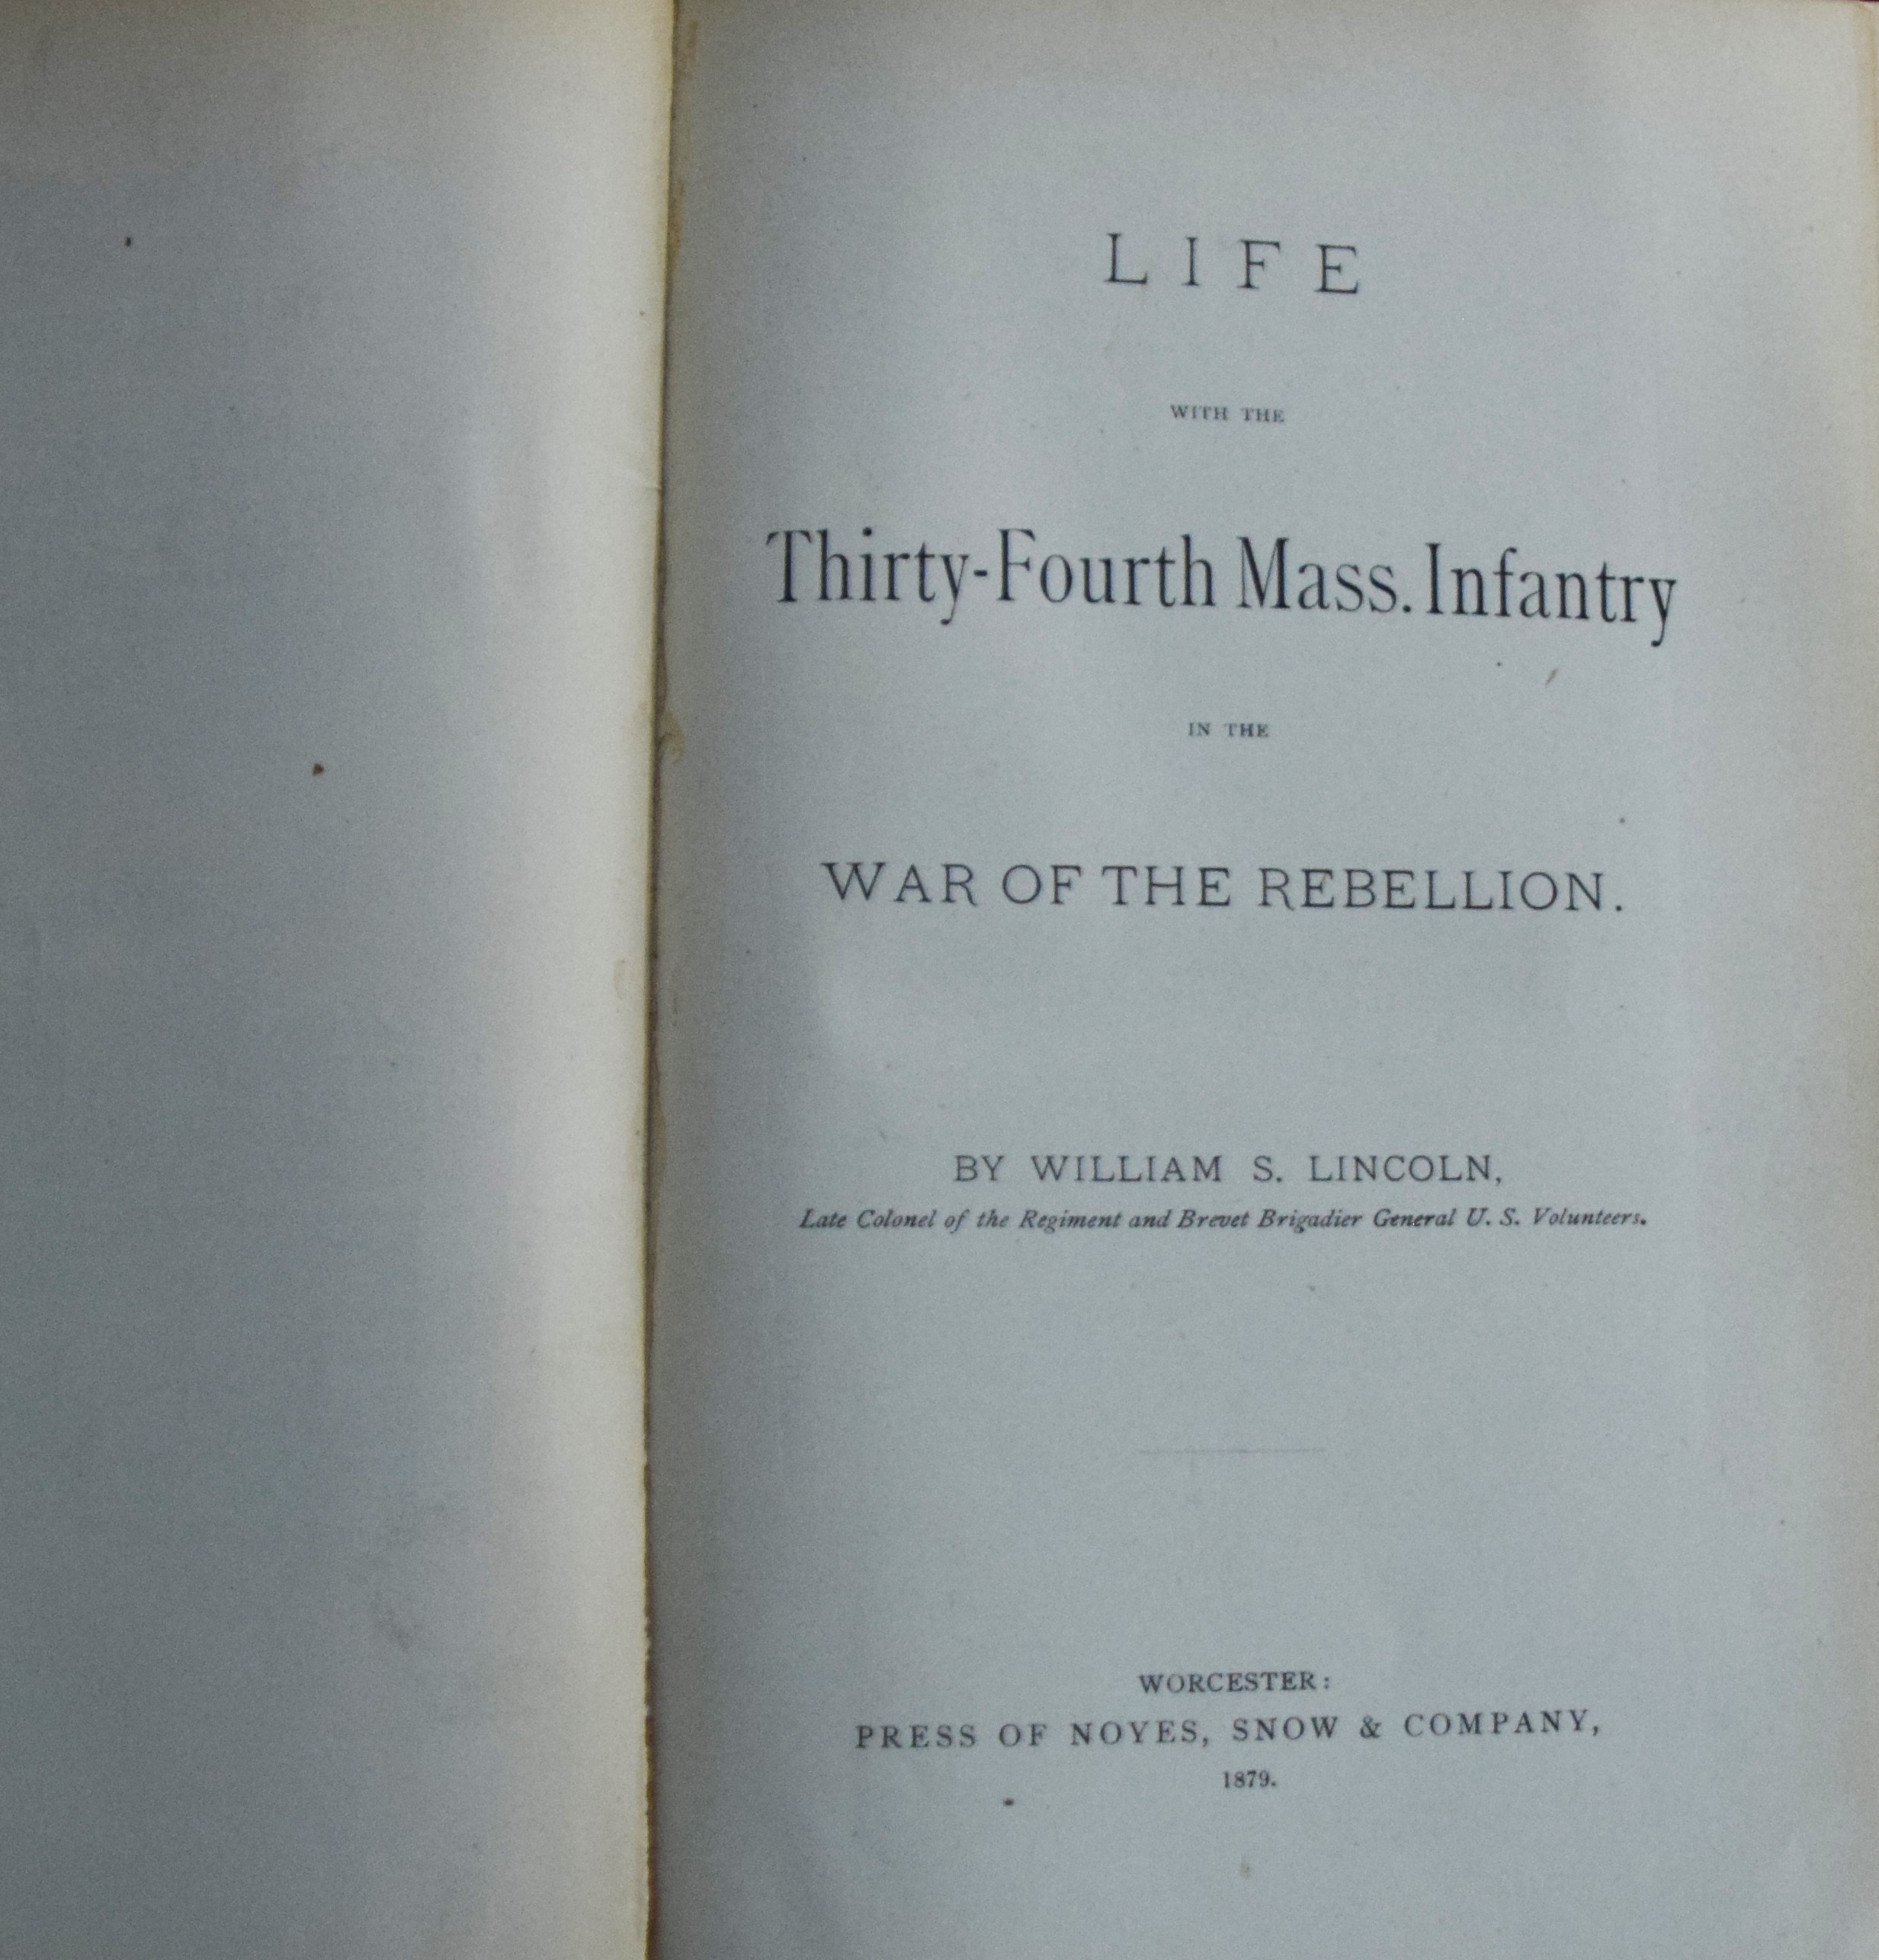 LIFE
WITH THE
Thirty-Fourth Mass. Infantry
IN THE
WAR OF THE REBELLION.
BY WILLIAM S. LINCOLN,
Late Colonel of the Regiment and Brevet Brigadier General U. S. Volunteers.
WORCESTER:
PRESS OF NOYES, SNOW & COMPANY,
1879.